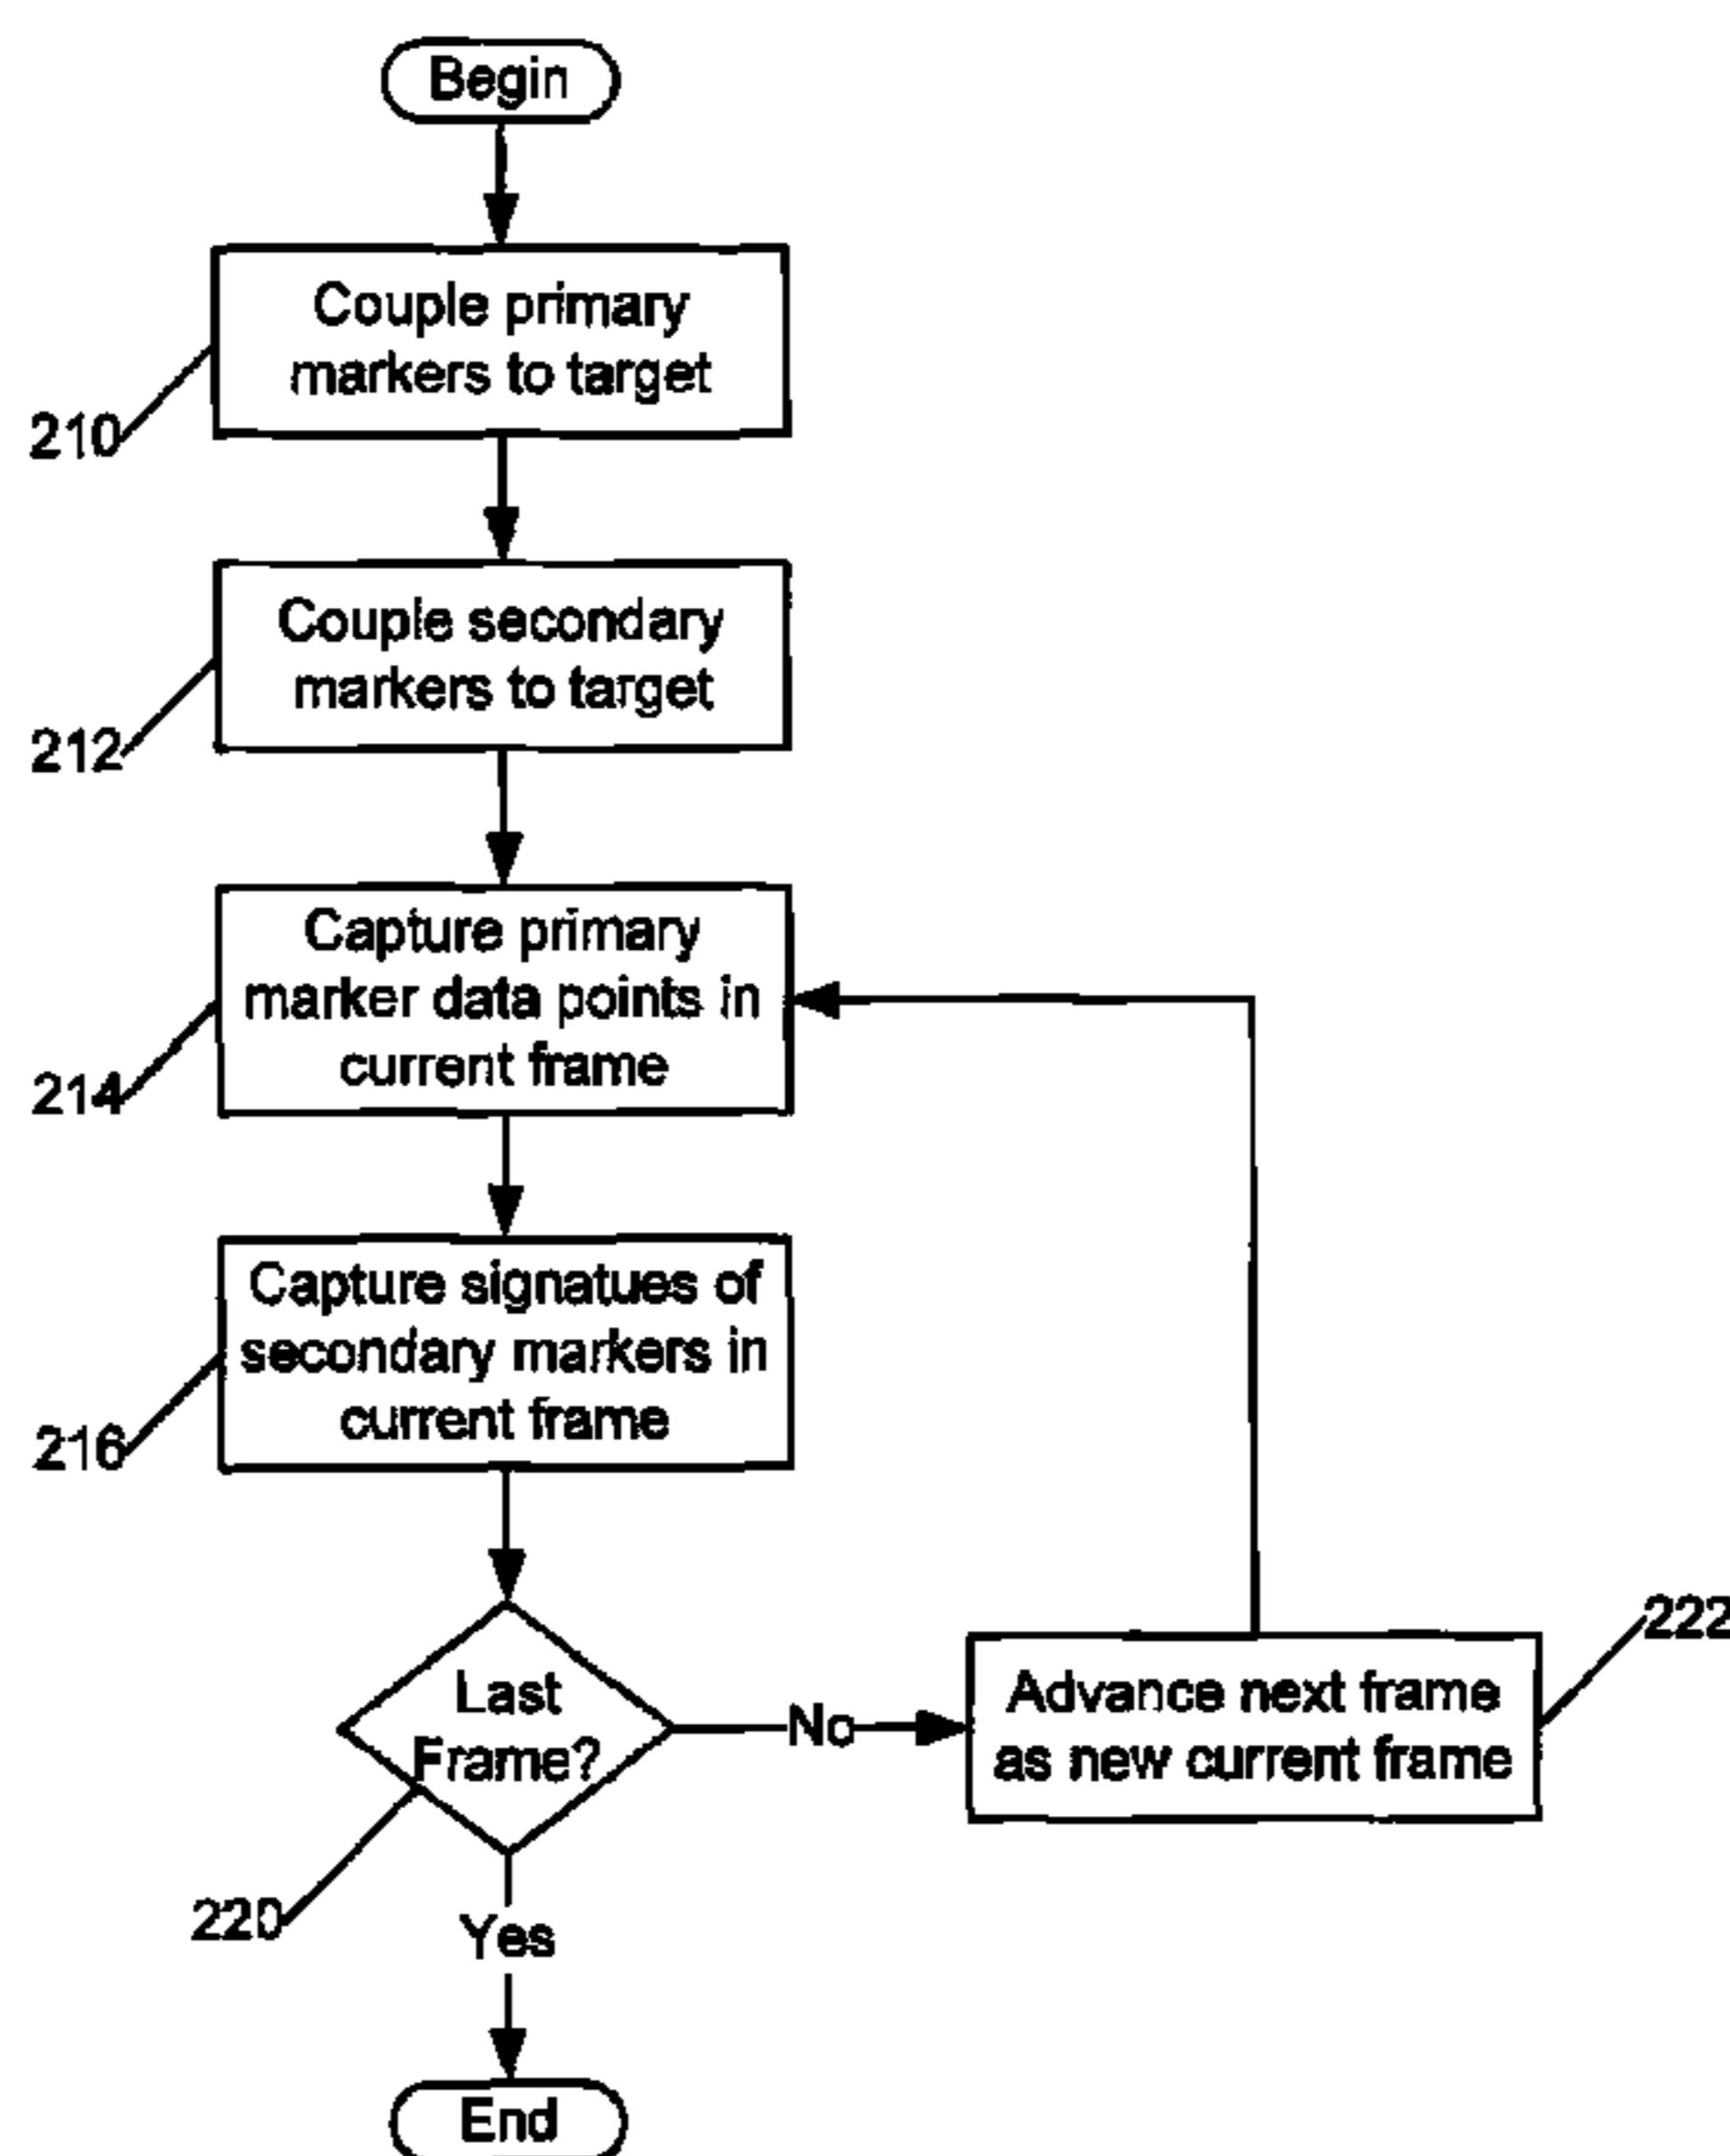 Begin
Couple primary
markers to target
210
Couple secondary
markers to target
212
Capture primary
marker data points in
current frame
214
Capture signatues of
secondary markers in
current frame
216
Last
Frame?
220
No
Advance next frame
as new current frame
222
Yes
End